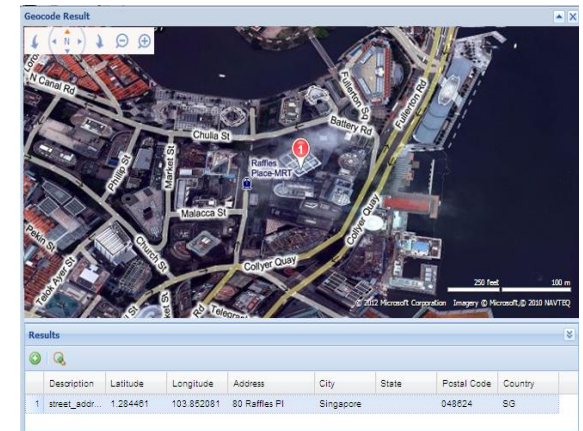 Geocode Result
N
N Canal Rd
Chulia St
Fullerton Sq
Battery Rd
Fullerton Rd
1
Raffles
Place-MRT
Philip St
Market St
Malacca St
Pekin St
Church St
Telok Ayer St
Collyer Quay
Collyer Quay
250 feet 100 m
© 2012 Microsoft Corporation Imagery © Microsoft,© 2010 NAVTEQ
Results
Description Latitude Longitude Address City State Postal Code Country
1 street_addr... 1.284461 103.852081 80 Raffles Pl Singapore 048624 SG